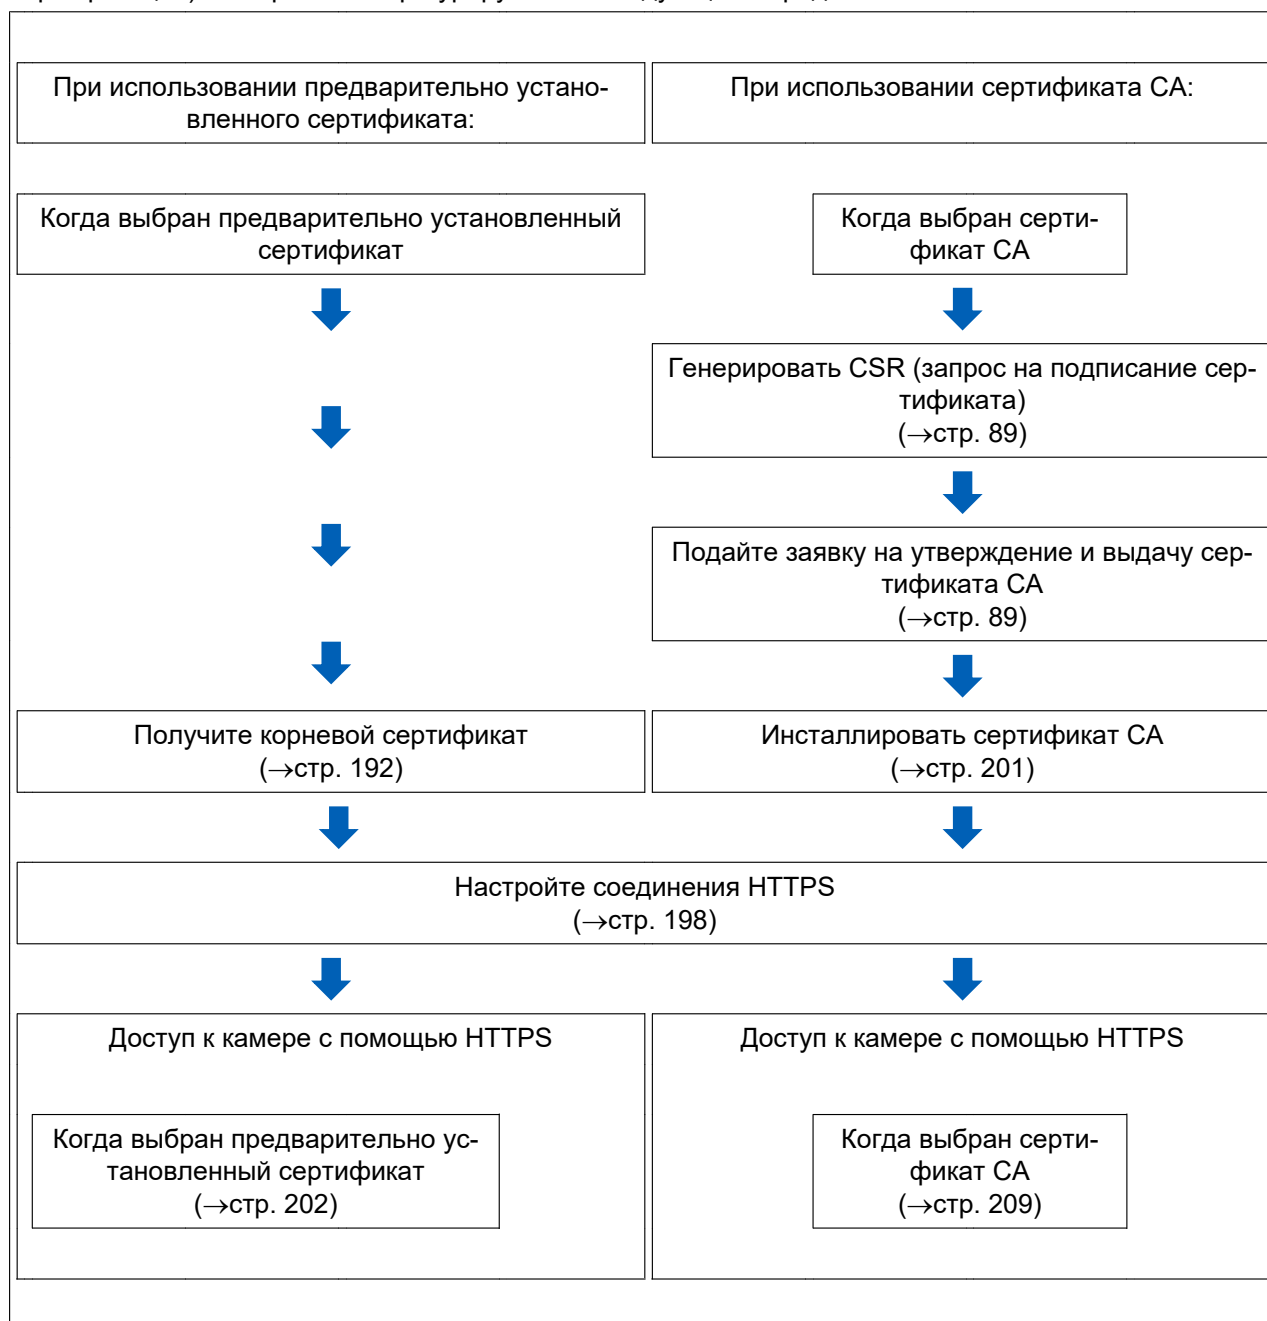 При использовании предварительно уста-
но-
вленного сертификата:
При использовании сертификата CA:
Когда выбран предварительно установленный
сертификат
Когда выбран серти-
фикат CA
Генерировать CSR (запрос на подписание сер-
тификата)
(→стр. 89)
Подайте заявку на утверждение и выдачу сер-
тификата CA
(→стр. 89)
Получите корневой сертификат
(→стр. 192)
Инсталлировать сертификат CA
(→стр. 201)
Настройте соединения HTTPS
(→стр. 198)
Доступ к камере с помощью HTTPS
Доступ к камере с помощью HTTPS
Когда выбран предварительно ус-
тановленный сертификат
(→стр. 202)
Когда выбран серти-
фикат CA
(→стр. 209)